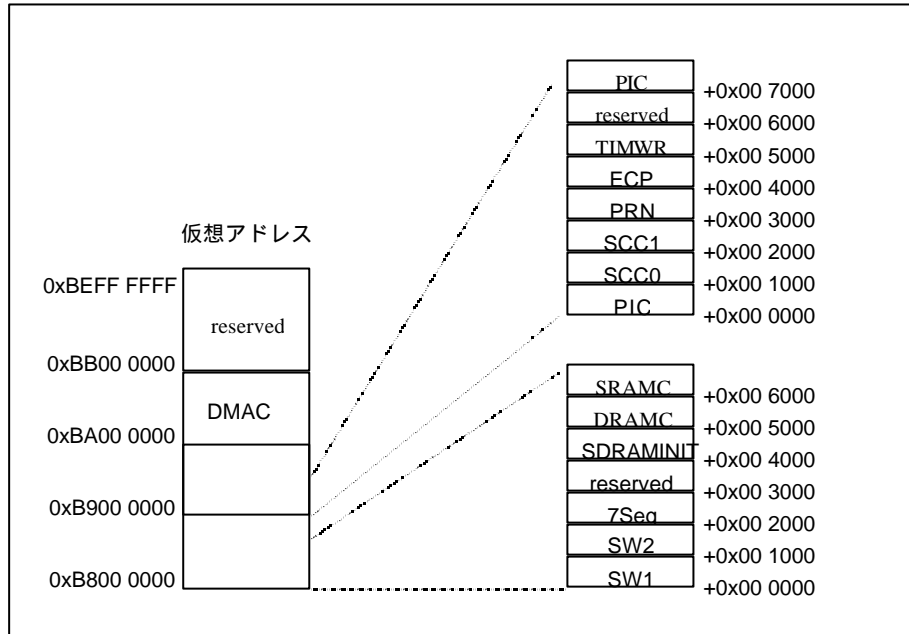 PIC
+0x00 7000
reserved
+0x00 6000
TIMWR
+0x00 5000
ECP
+0x00 4000
PRN
+0x00 3000
SCC1
+0x00 2000
SCC0
+0x00 1000
PIC
+0x00 0000
仮想アドレス
0xBEFF FFFF
reserved
0xBB00 0000
DMAC
0xBA00 0000
0xB900 0000
0xB800 0000
SRAMC
+0x00 6000
DRAMC
+0x00 5000
SDRAMINIT
+0x00 4000
reserved
+0x00 3000
7Seg
+0x00 2000
SW2
+0x00 1000
SW1
+0x00 0000